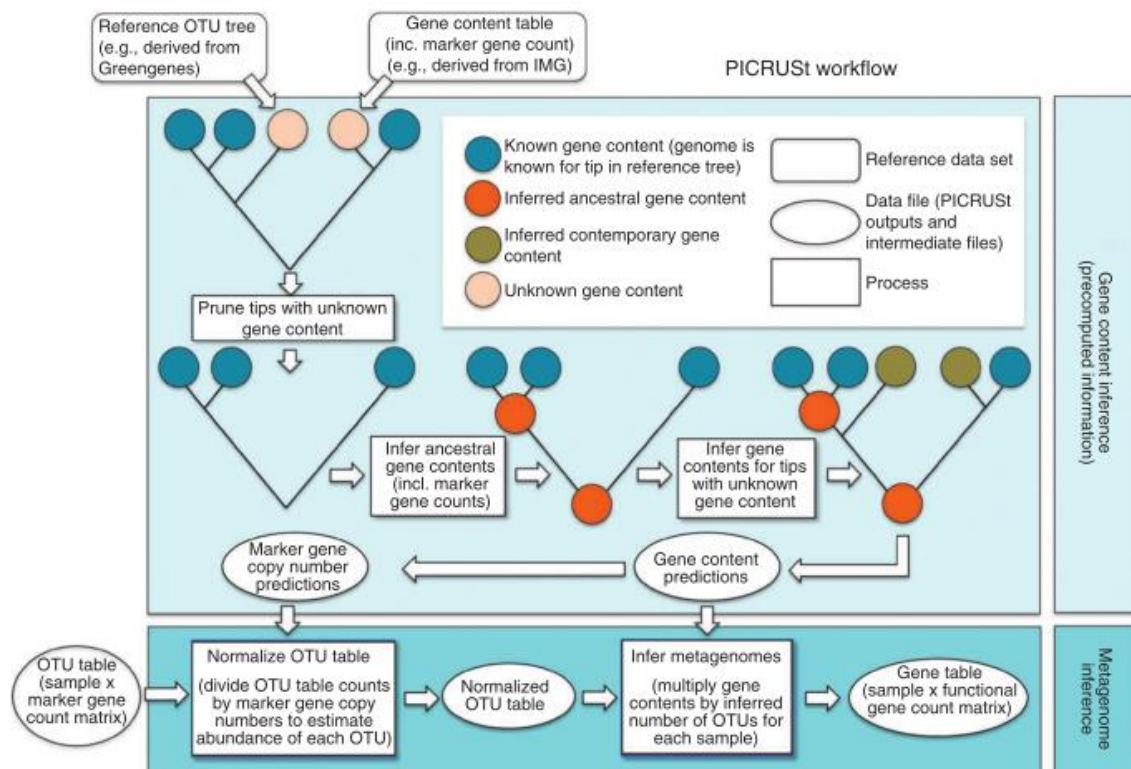 Reference OTU tree
(e.g., derived from
Greengenes)
Gene content table
(inc. marker gene count)
(e.g., derived from IMG)
PICRUSt workflow
Known gene content (genome is
known for tip in reference tree)
Inferred ancestral gene content
Inferred contemporary gene
content
Unknown gene content
Reference data set
Data file (PICRUSt
outputs and
intermediate files)
Process
Prune tips with unknown
gene content
Infer ancestral
gene contents
(incl. marker
gene counts)
Infer gene
contents for tips
with unknown
gene content
Marker gene
copy number
predictions
Gene content
predictions
Gene content inference
(precomputed information)
OTU table
(sample x
marker gene
count matrix)
Normalize OTU table
(divide OTU table counts
by marker gene copy
numbers to estimate
abundance of each OTU)
Normalized
OTU table
Infer metagenomes
(multiply gene
contents by inferred
number of OTUs for
each sample)
Gene table
(sample x functional
gene count matrix)
Metagenome
inference